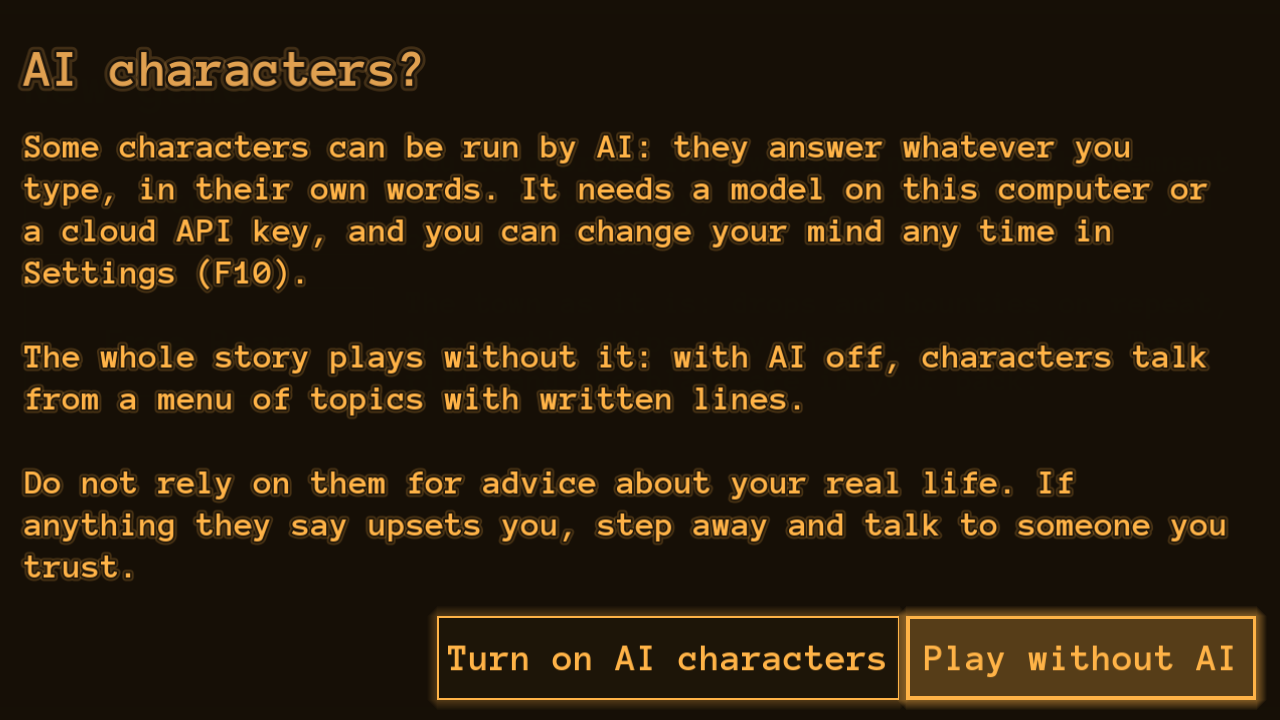 AI characters?
Some characters can be run by AI: they answer whatever you
type, in their own words. It needs a model on this computer or
a cloud API key, and you can change your mind any time in
Settings (F10).
The whole story plays without it: with AI off, characters talk
from a menu of topics with written lines.
Do not rely on them for advice about your real life. If
anything they say upsets you, step away and talk to someone you
trust.
Turn on AI characters
Play without AI